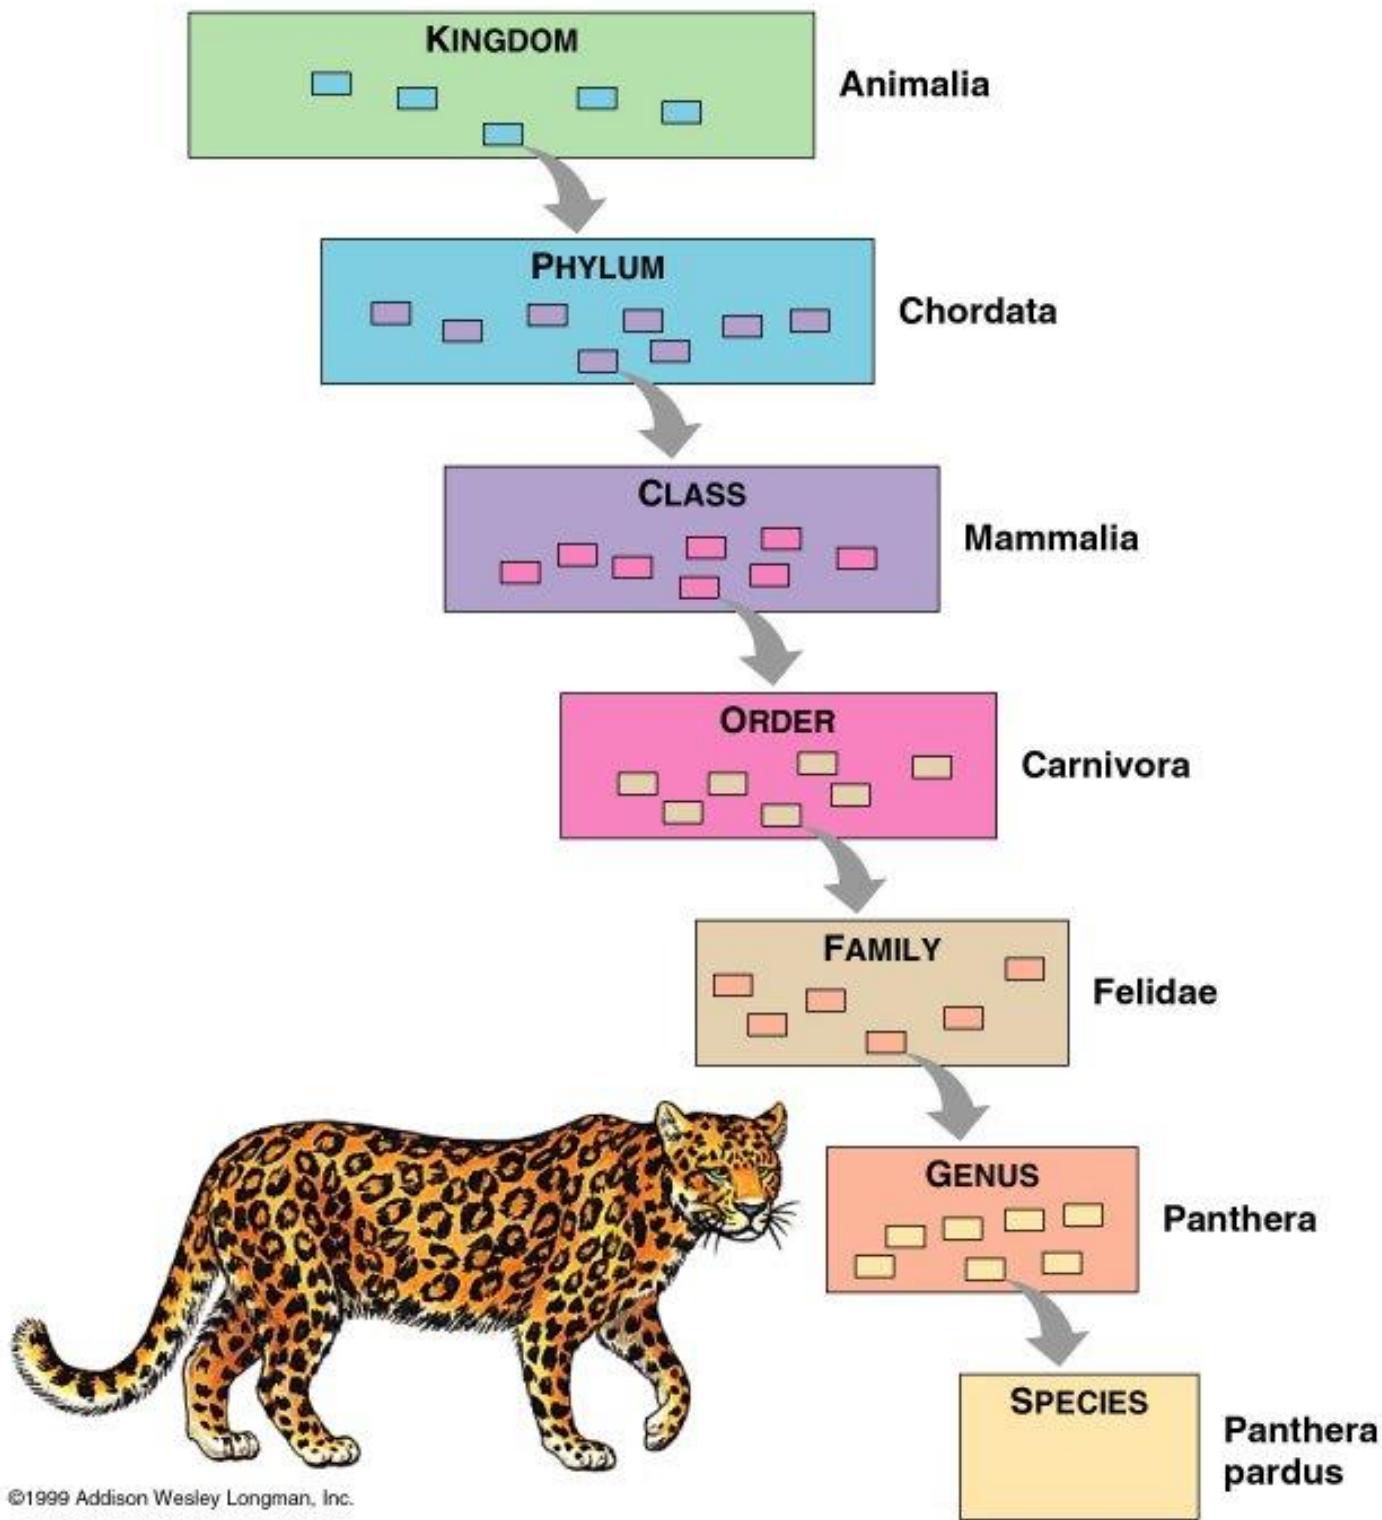 KINGDOM
Animalia
PHYLUM
Chordata
CLASS
Mammalia
ORDER
Carnivora
FAMILY
Felidae
GENUS
Panthera
SPECIES
Panthera
pardus
©1999 Addison Wesley Longman, Inc.